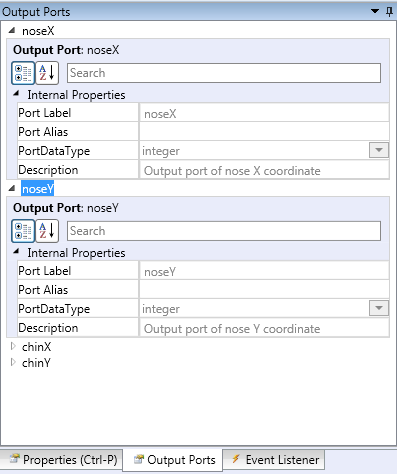 Output Ports
noseX
Output Port: noseX
A Z Search
Internal Properties
Port Label noseX
Port Alias
PortDataType integer
Description Output port of nose X coordinate
noseY
Output Port: noseY
A Z Search
Internal Properties
Port Label noseY
Port Alias
PortDataType integer
Description Output port of nose Y coordinate
chinX
chinY
Properties (Ctrl-P) Output Ports Event Listener